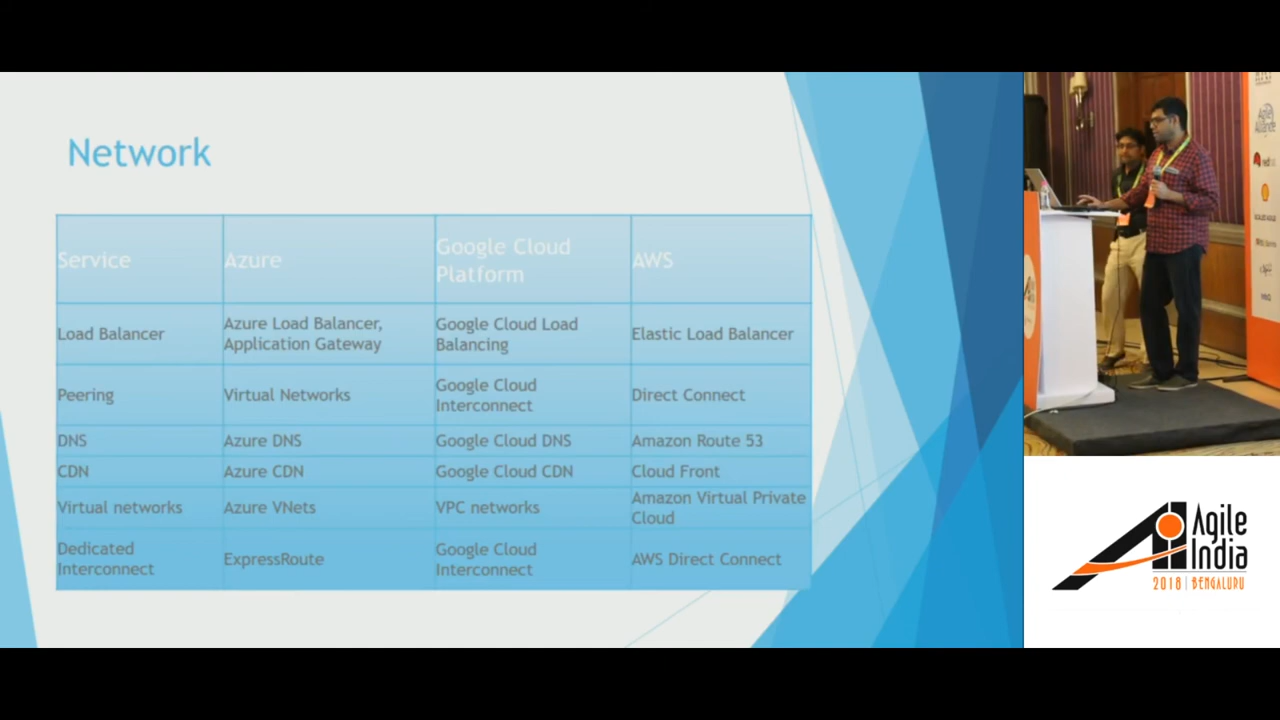 Network
Service
Azure
Google Cloud
Platform
AWS
Load Balancer
Azure Load Balancer,
Application Gateway
Google Cloud Load
Balancing
Elastic Load Balancer
Peering
Virtual Networks
Google Cloud
Interconnect
Direct Connect
DNS
Azure DNS
Google Cloud DNS
Amazon Route 53
CDN
Azure CDN
Google Cloud CDN
Cloud Front
Virtual networks
Azure VNets
VPC networks
Amazon Virtual Private
Cloud
Dedicated
Interconnect
ExpressRoute
Google Cloud
Interconnect
AWS Direct Connect
Agile
Alliance
Agile
India
2018 | BENGALURU